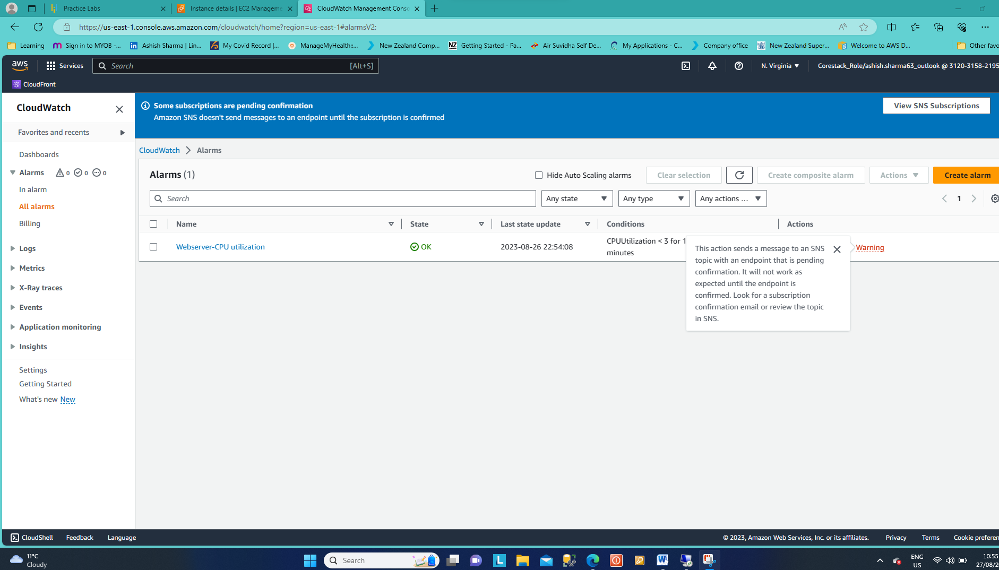 Practice Labs
Instance details | EC2 Manageme
CloudWatch Management Consc
https://us-east-1.console.aws.amazon.com/cloudwatch/home?region=us-east-1#alarmsV2:
Learning
Sign in to MYOB -...
Ashish Sharma | Lin...
My Covid Record |...
ManageMyHealth::...
New Zealand Comp...
NZ
Getting Started - Pa...
Air Suvidha Self De...
My Applications - C...
Company office
New Zealand Super...
Welcome to AWS D...
Other favo
aws
Services
Search
[Alt+S]
N. Virginia
Corestack_Role/ashish.sharma63_outlook @ 3120-3158-2195
CloudFront
CloudWatch
Favorites and recents
Dashboards
Alarms
0
0
0
In alarm
All alarms
Billing
Logs
Metrics
X-Ray traces
Events
Application monitoring
Insights
Settings
Getting Started
What's new New
Some subscriptions are pending confirmation
Amazon SNS doesn't send messages to an endpoint until the subscription is confirmed
View SNS Subscriptions
CloudWatch
Alarms
Alarms (1)
Hide Auto Scaling alarms
Clear selection
Create composite alarm
Actions
Create alarm
Search
Any state
Any type
Any actions ...
1
Name
State
Last state update
Conditions
Actions
Webserver-CPU utilization
OK
2023-08-26 22:54:08
CPUUtilization < 3 for 1
minutes
Warning
This action sends a message to an SNS
topic with an endpoint that is pending
confirmation. It will not work as
expected until the endpoint is
confirmed. Look for a subscription
confirmation email or review the topic
in SNS.
CloudShell
Feedback
Language
© 2023, Amazon Web Services, Inc. or its affiliates.
Privacy
Terms
Cookie preferen
11°C
Cloudy
Search
ENG
US
10:55
27/08/2